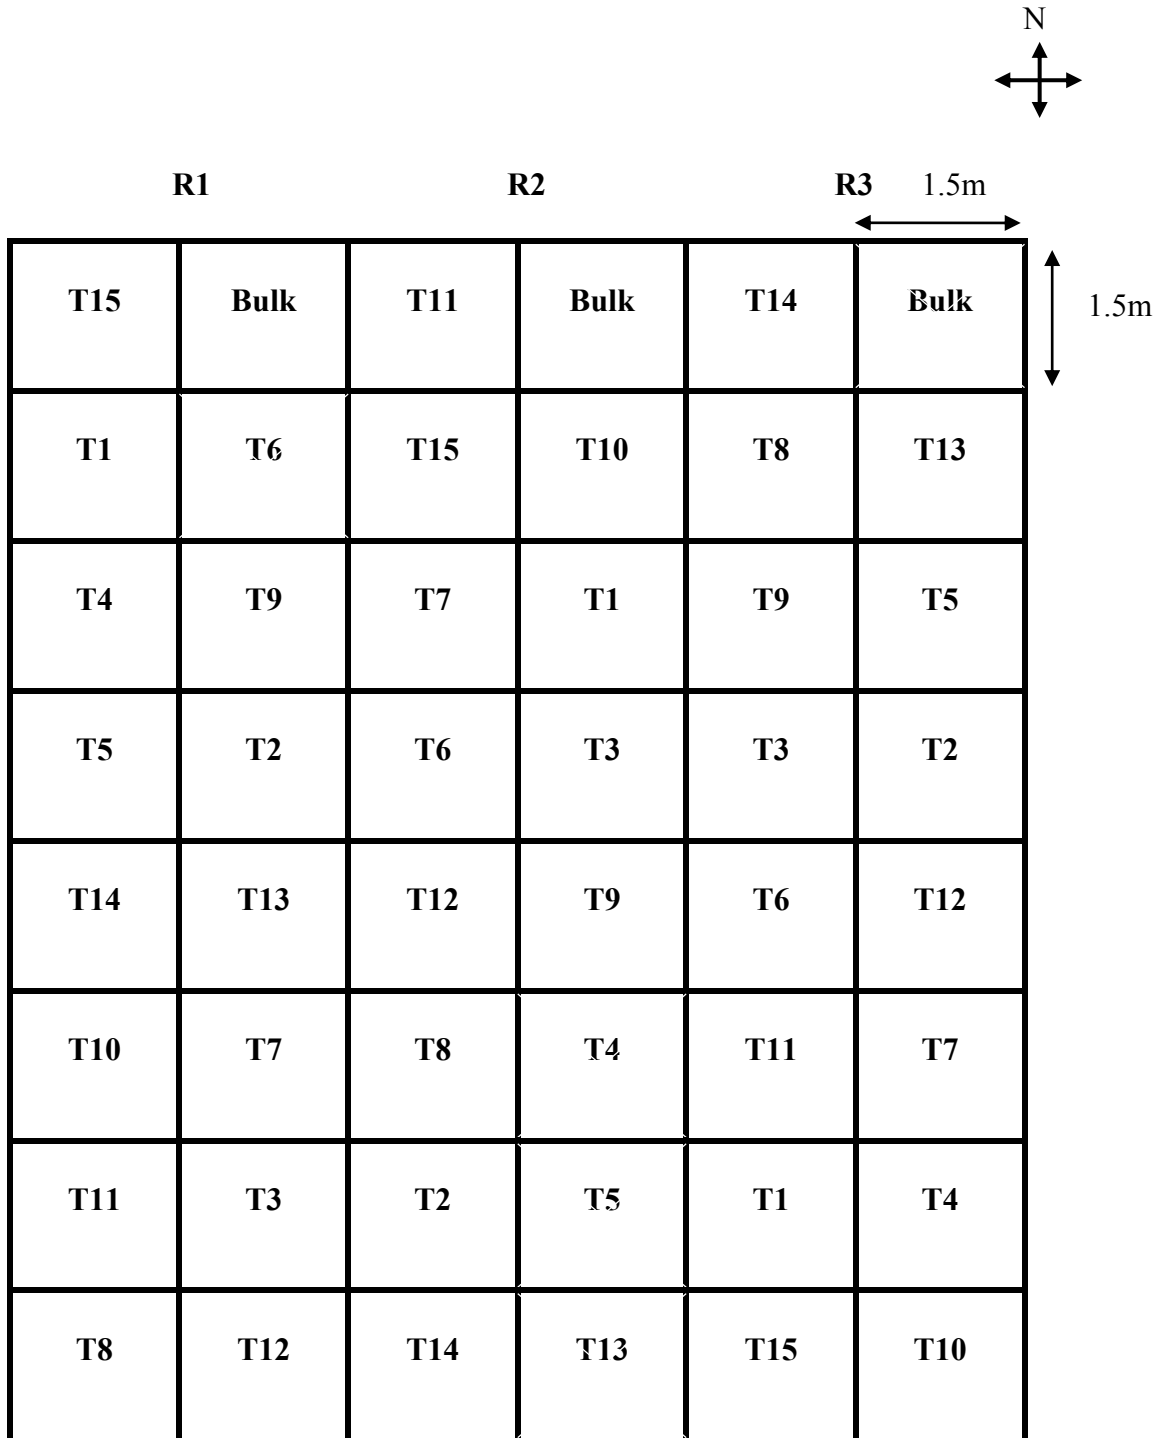 N
R1 R2 R3 1.5m
T15 Bulk T11 Bulk T14 Bulk 1.5m
T1 T6 T15 T10 T8 T13
T4 T9 T7 T1 T9 T5
T5 T2 T6 T3 T3 T2
T14 T13 T12 T9 T6 T12
T10 T7 T8 T4 T11 T7
T11 T3 T2 T5 T1 T4
T8 T12 T14 T13 T15 T10